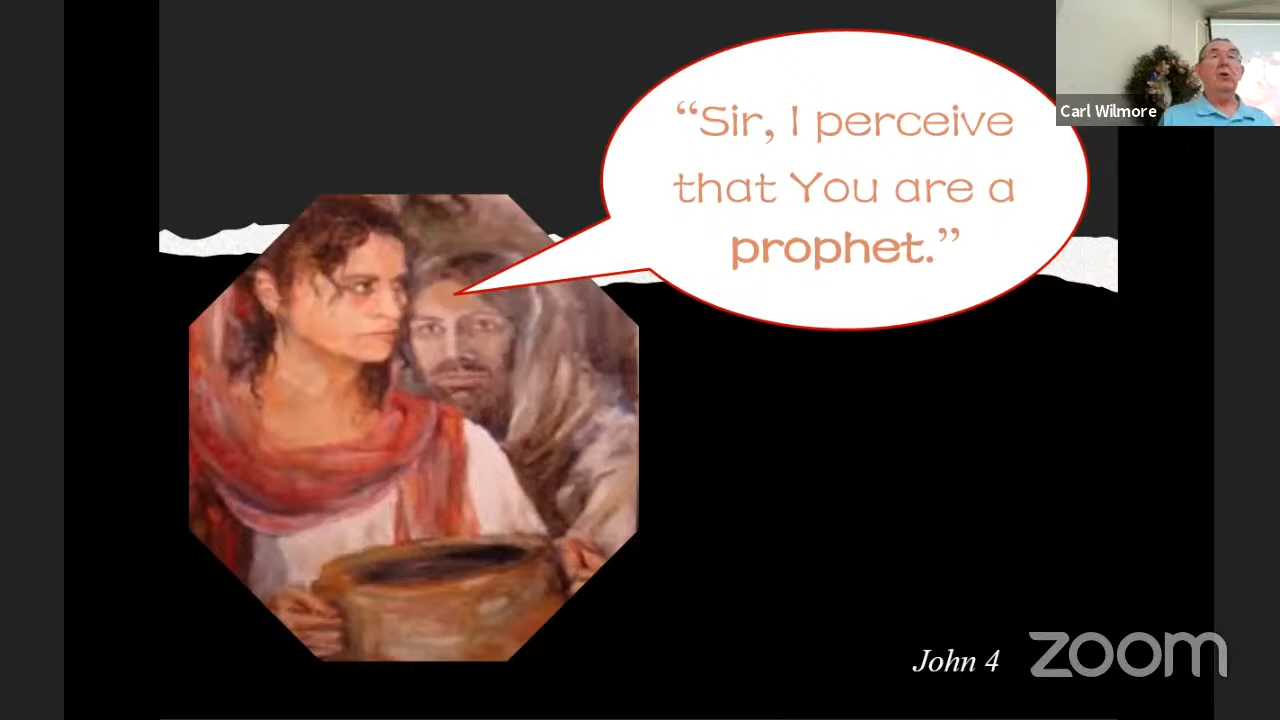 “Sir, I perceive
that You are a
prophet.”
Carl Wilmore
John 4
zoom